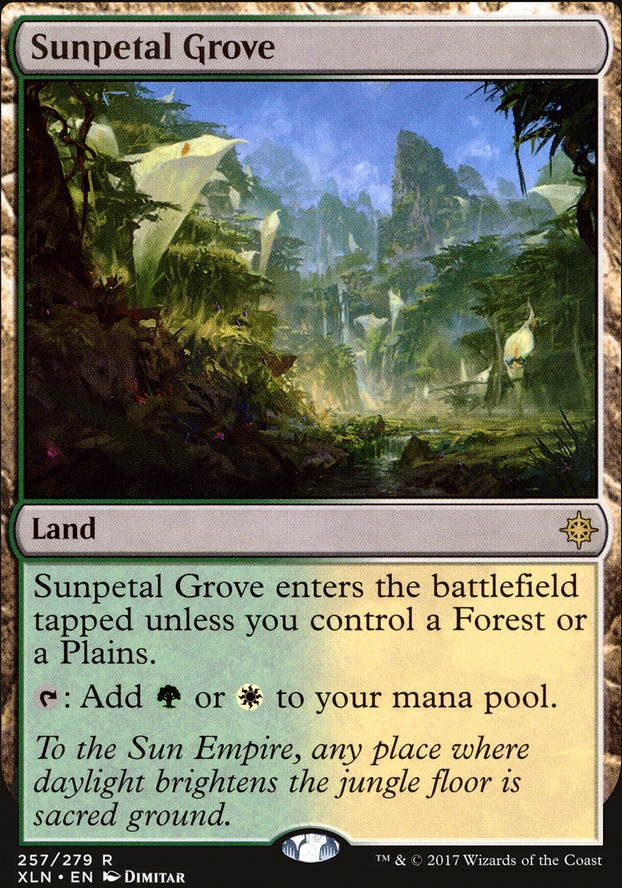 Sunpetal Grove
Land
Sunpetal Grove enters the battlefield
tapped unless you control a Forest or
a Plains.
: Add or to your mana pool.
To the Sun Empire, any place where
daylight brightens the jungle floor is
sacred ground.
257/279 R
XLN • EN Dimitar
™ & © 2017 Wizards of the Coast